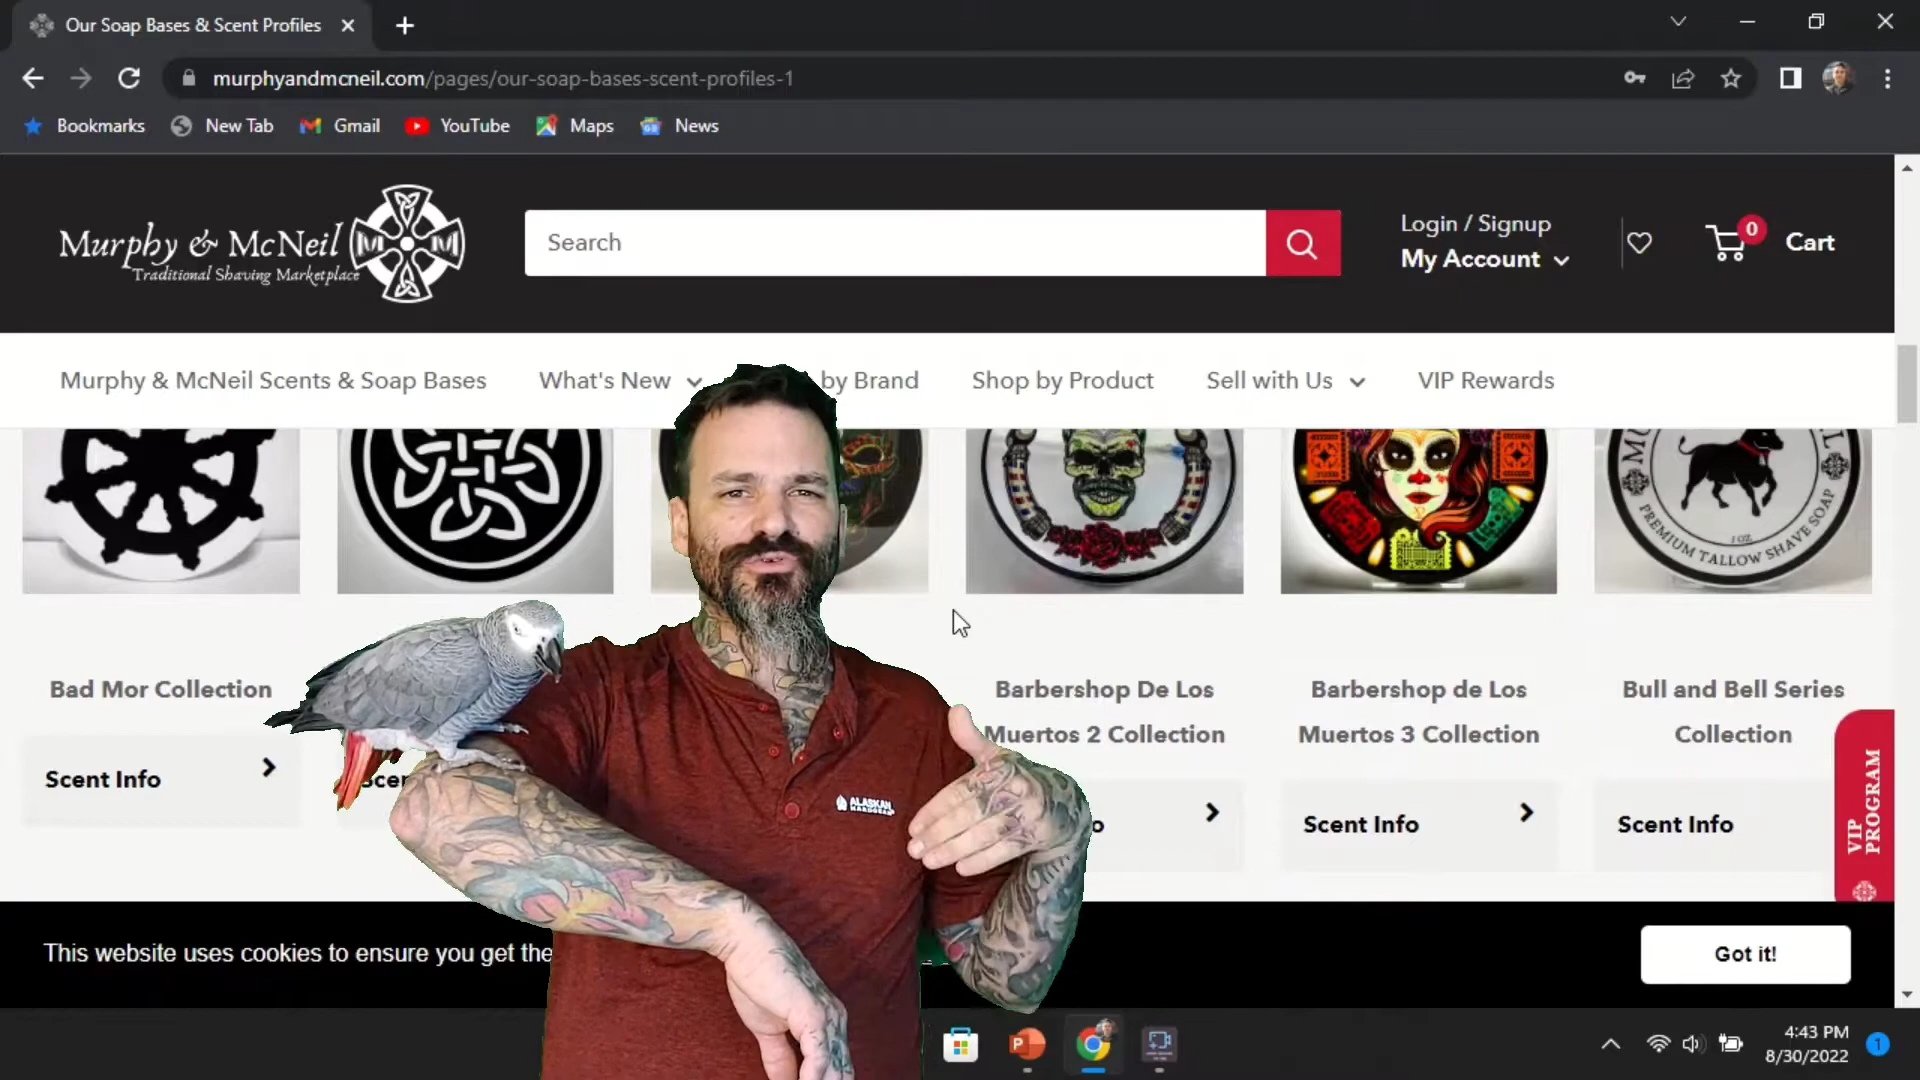 Our Soap Bases & Scent Profiles
murphyandmcneil.com/pages/our-soap-bases-scent-profiles-1
Bookmarks New Tab Gmail YouTube Maps News
Murphy & McNeil
Traditional Shaving Marketplace
Search
Login / Signup
My Account
0
Cart
Murphy & McNeil Scents & Soap Bases What's New by Brand Shop by Product Sell with Us VIP Rewards
PREMIUM TALLOW SHAVE SOAP
Bad Mor Collection
Barbershop De Los
Muertos 2 Collection
Barbershop de Los
Muertos 3 Collection
Bull and Bell Series
Collection
Scent Info
Scent Info
Scent Info
VIP
PROGRAM
ALASKAN
HARDGEAR
This website uses cookies to ensure you get the
Got it!
4:43 PM
8/30/2022
1